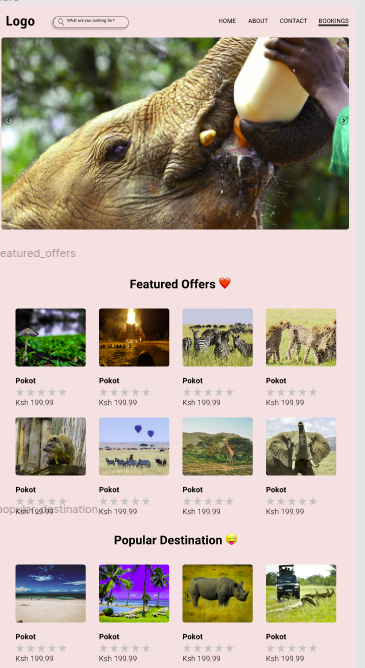 Logo
What are you looking for?
HOME ABOUT CONTACT BOOKINGS
eatured_offers
Featured Offers ❤️
Pokot Pokot Pokot Pokot
Ksh 199.99 Ksh 199.99 Ksh 199.99 Ksh 199.99
Pokot Pokot Pokot Pokot
Ksh 199.99 Ksh 199.99 Ksh 199.99 Ksh 199.99
popular_destination
Popular Destination 😝
Pokot Pokot Pokot Pokot
Ksh 199.99 Ksh 199.99 Ksh 199.99 Ksh 199.99